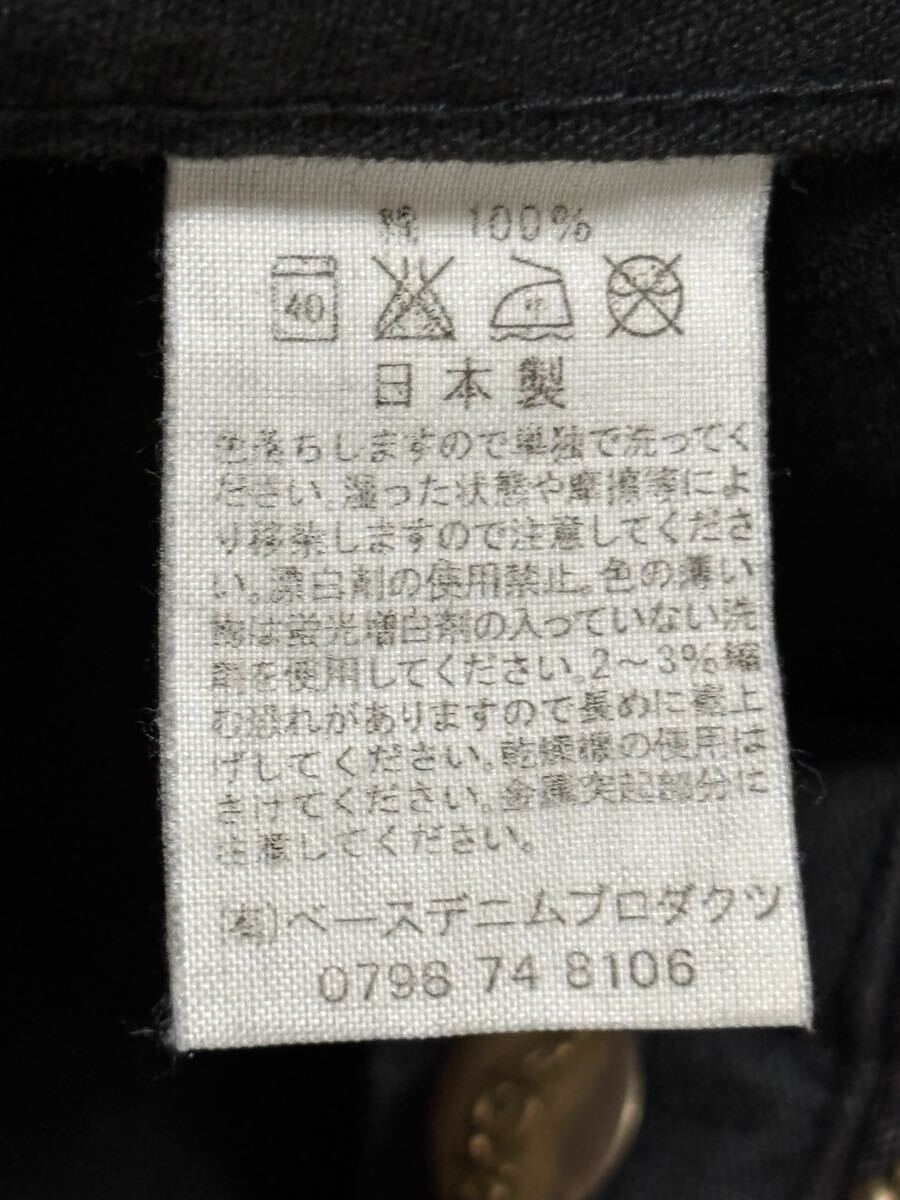 綿 100%
40
日本製
色落ちしますので単独で洗ってく
ださい。湿った状態や摩擦等によ
り移染しますので注意してくださ
い。漂白剤の使用禁止。色の薄い
物は蛍光増白剤の入っていない洗
剤を使用してください。2～3%縮
む恐れがありますので長めに裾上
げしてください。乾燥機の使用は
さけてください。金属突起部分に
注意してください。
(有)ベースデニムプロダクツ
0798 74 8106